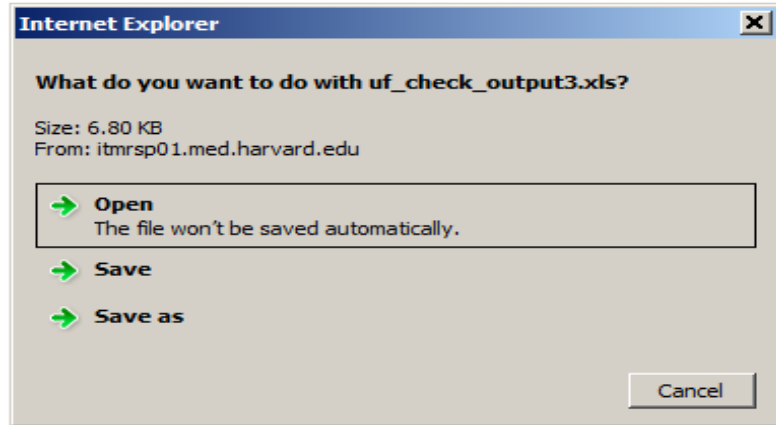 Internet Explorer
What do you want to do with uf_check_output3.xls?
Size: 6.80 KB
From: itmrsp01.med.harvard.edu
Open
The file won't be saved automatically.
Save
Save as
Cancel